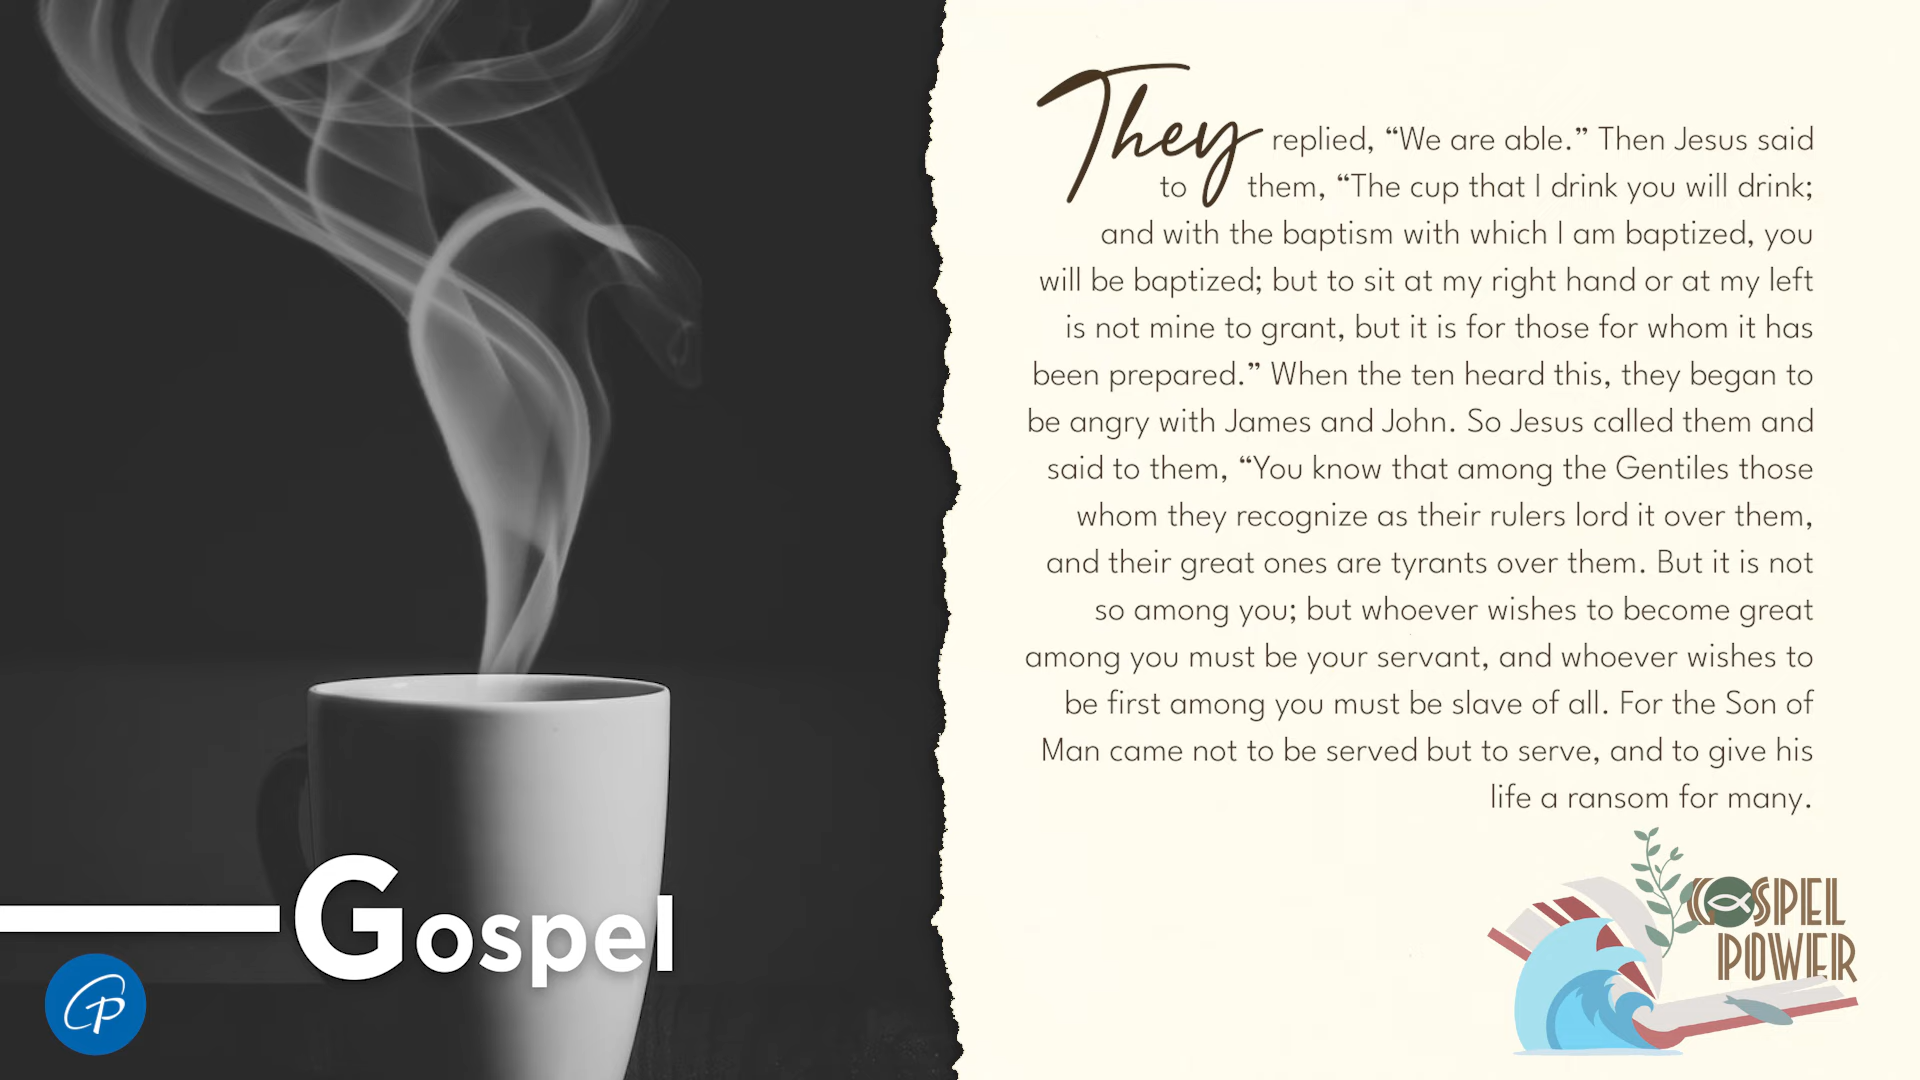 They replied, “We are able.” Then Jesus said
to them, “The cup that I drink you will drink;
and with the baptism with which I am baptized, you
will be baptized; but to sit at my right hand or at my left
is not mine to grant, but it is for those for whom it has
been prepared.” When the ten heard this, they began to
be angry with James and John. So Jesus called them and
said to them, “You know that among the Gentiles those
whom they recognize as their rulers lord it over them,
and their great ones are tyrants over them. But it is not
so among you; but whoever wishes to become great
among you must be your servant, and whoever wishes to
be first among you must be slave of all. For the Son of
Man came not to be served but to serve, and to give his
life a ransom for many.
Gospel
GP
GOSPEL
POWER